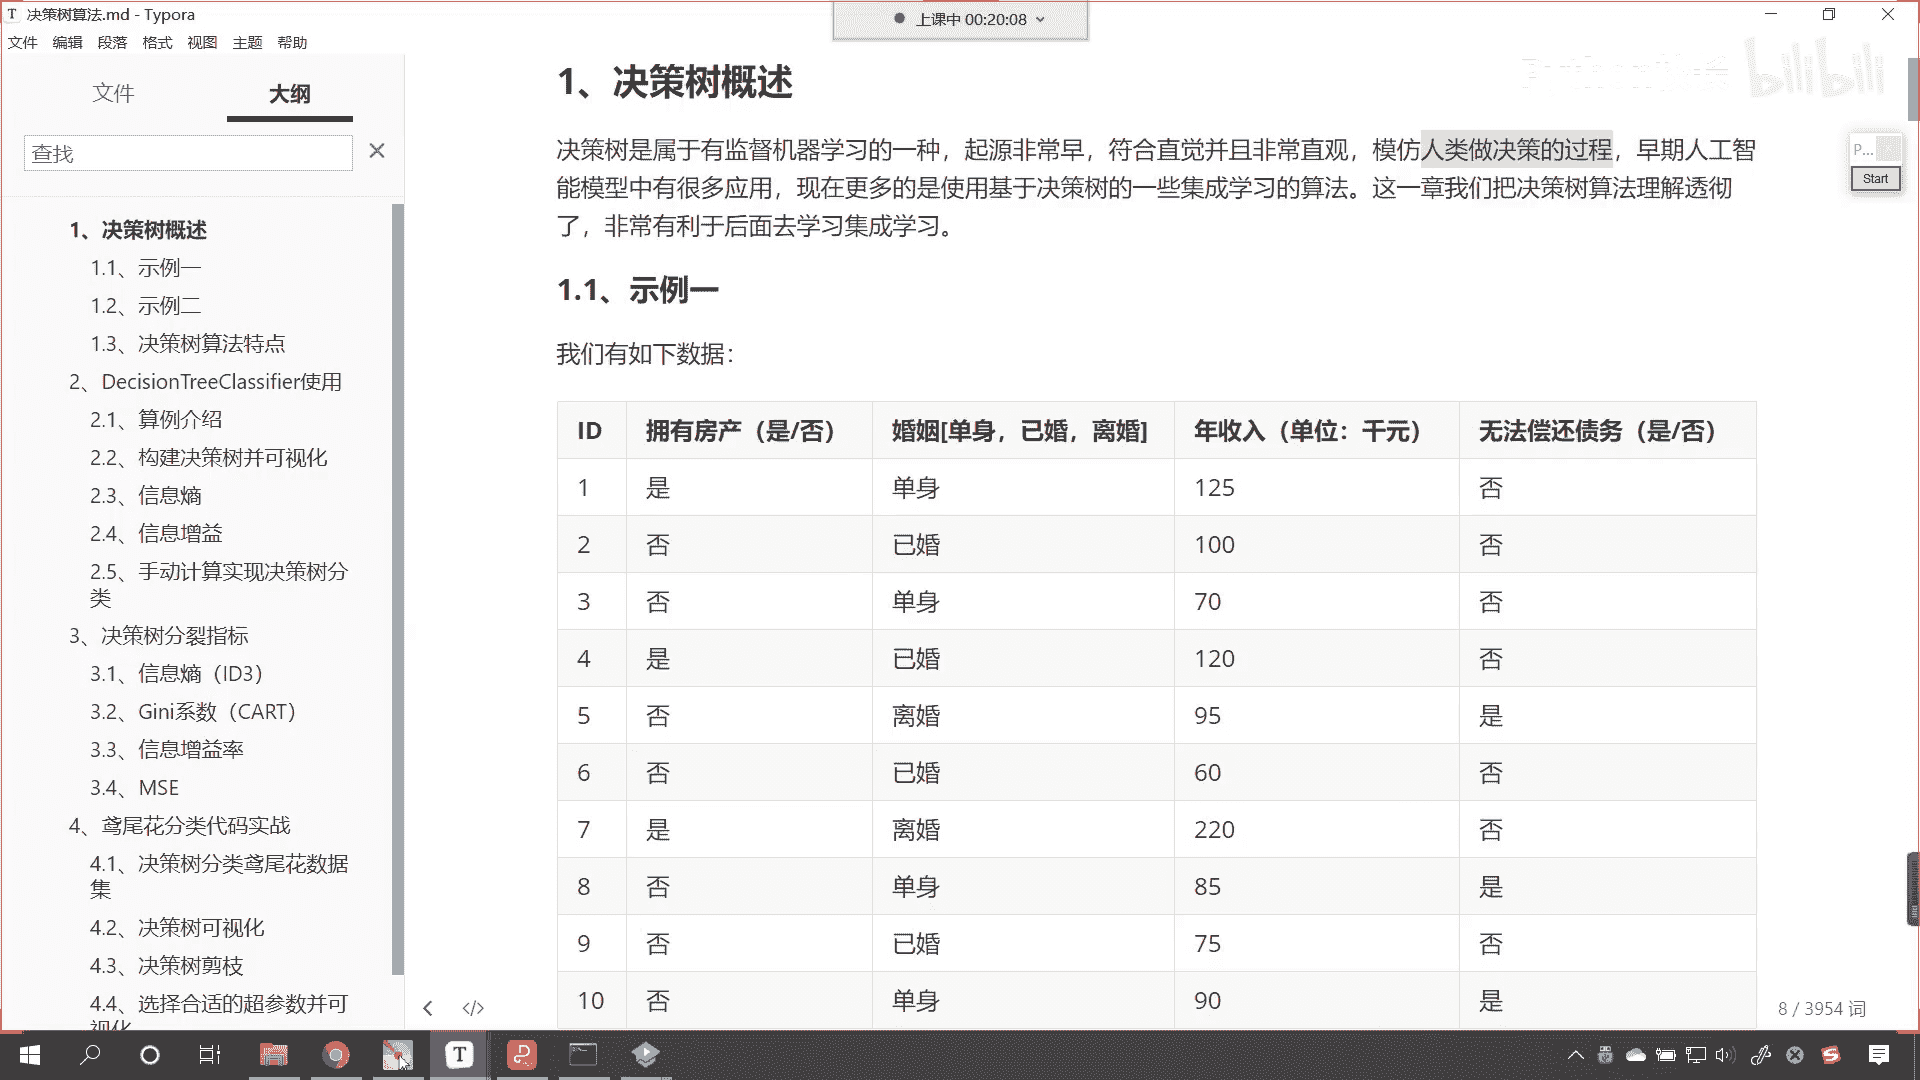 决策树算法.md - Typora
上课中 00:20:08
文件 编辑 段落 格式 视图 主题 帮助
文件 大纲
查找
1、决策树概述
1.1、示例一
1.2、示例二
1.3、决策树算法特点
2、DecisionTreeClassifier使用
2.1、算例介绍
2.2、构建决策树并可视化
2.3、信息熵
2.4、信息增益
2.5、手动计算实现决策树分
类
3、决策树分裂指标
3.1、信息熵（ID3）
3.2、Gini系数（CART）
3.3、信息增益率
3.4、MSE
4、鸢尾花分类代码实战
4.1、决策树分类鸢尾花数据
集
4.2、决策树可视化
4.3、决策树剪枝
4.4、选择合适的超参数并可
视化
1、决策树概述
决策树是属于有监督机器学习的一种，起源非常早，符合直觉并且非常直观，模仿人类做决策的过程，早期人工智
能模型中有很多应用，现在更多的是使用基于决策树的一些集成学习的算法。这一章我们把决策树算法理解透彻
了，非常有利于后面去学习集成学习。
1.1、示例一
我们有如下数据：
ID 拥有房产（是/否） 婚姻[单身，已婚，离婚] 年收入（单位：千元） 无法偿还债务（是/否）
1 是 单身 125 否
2 否 已婚 100 否
3 否 单身 70 否
4 是 已婚 120 否
5 否 离婚 95 是
6 否 已婚 60 否
7 是 离婚 220 否
8 否 单身 85 是
9 否 已婚 75 否
10 否 单身 90 是
8 / 3954 词
bilibili
P...
Start